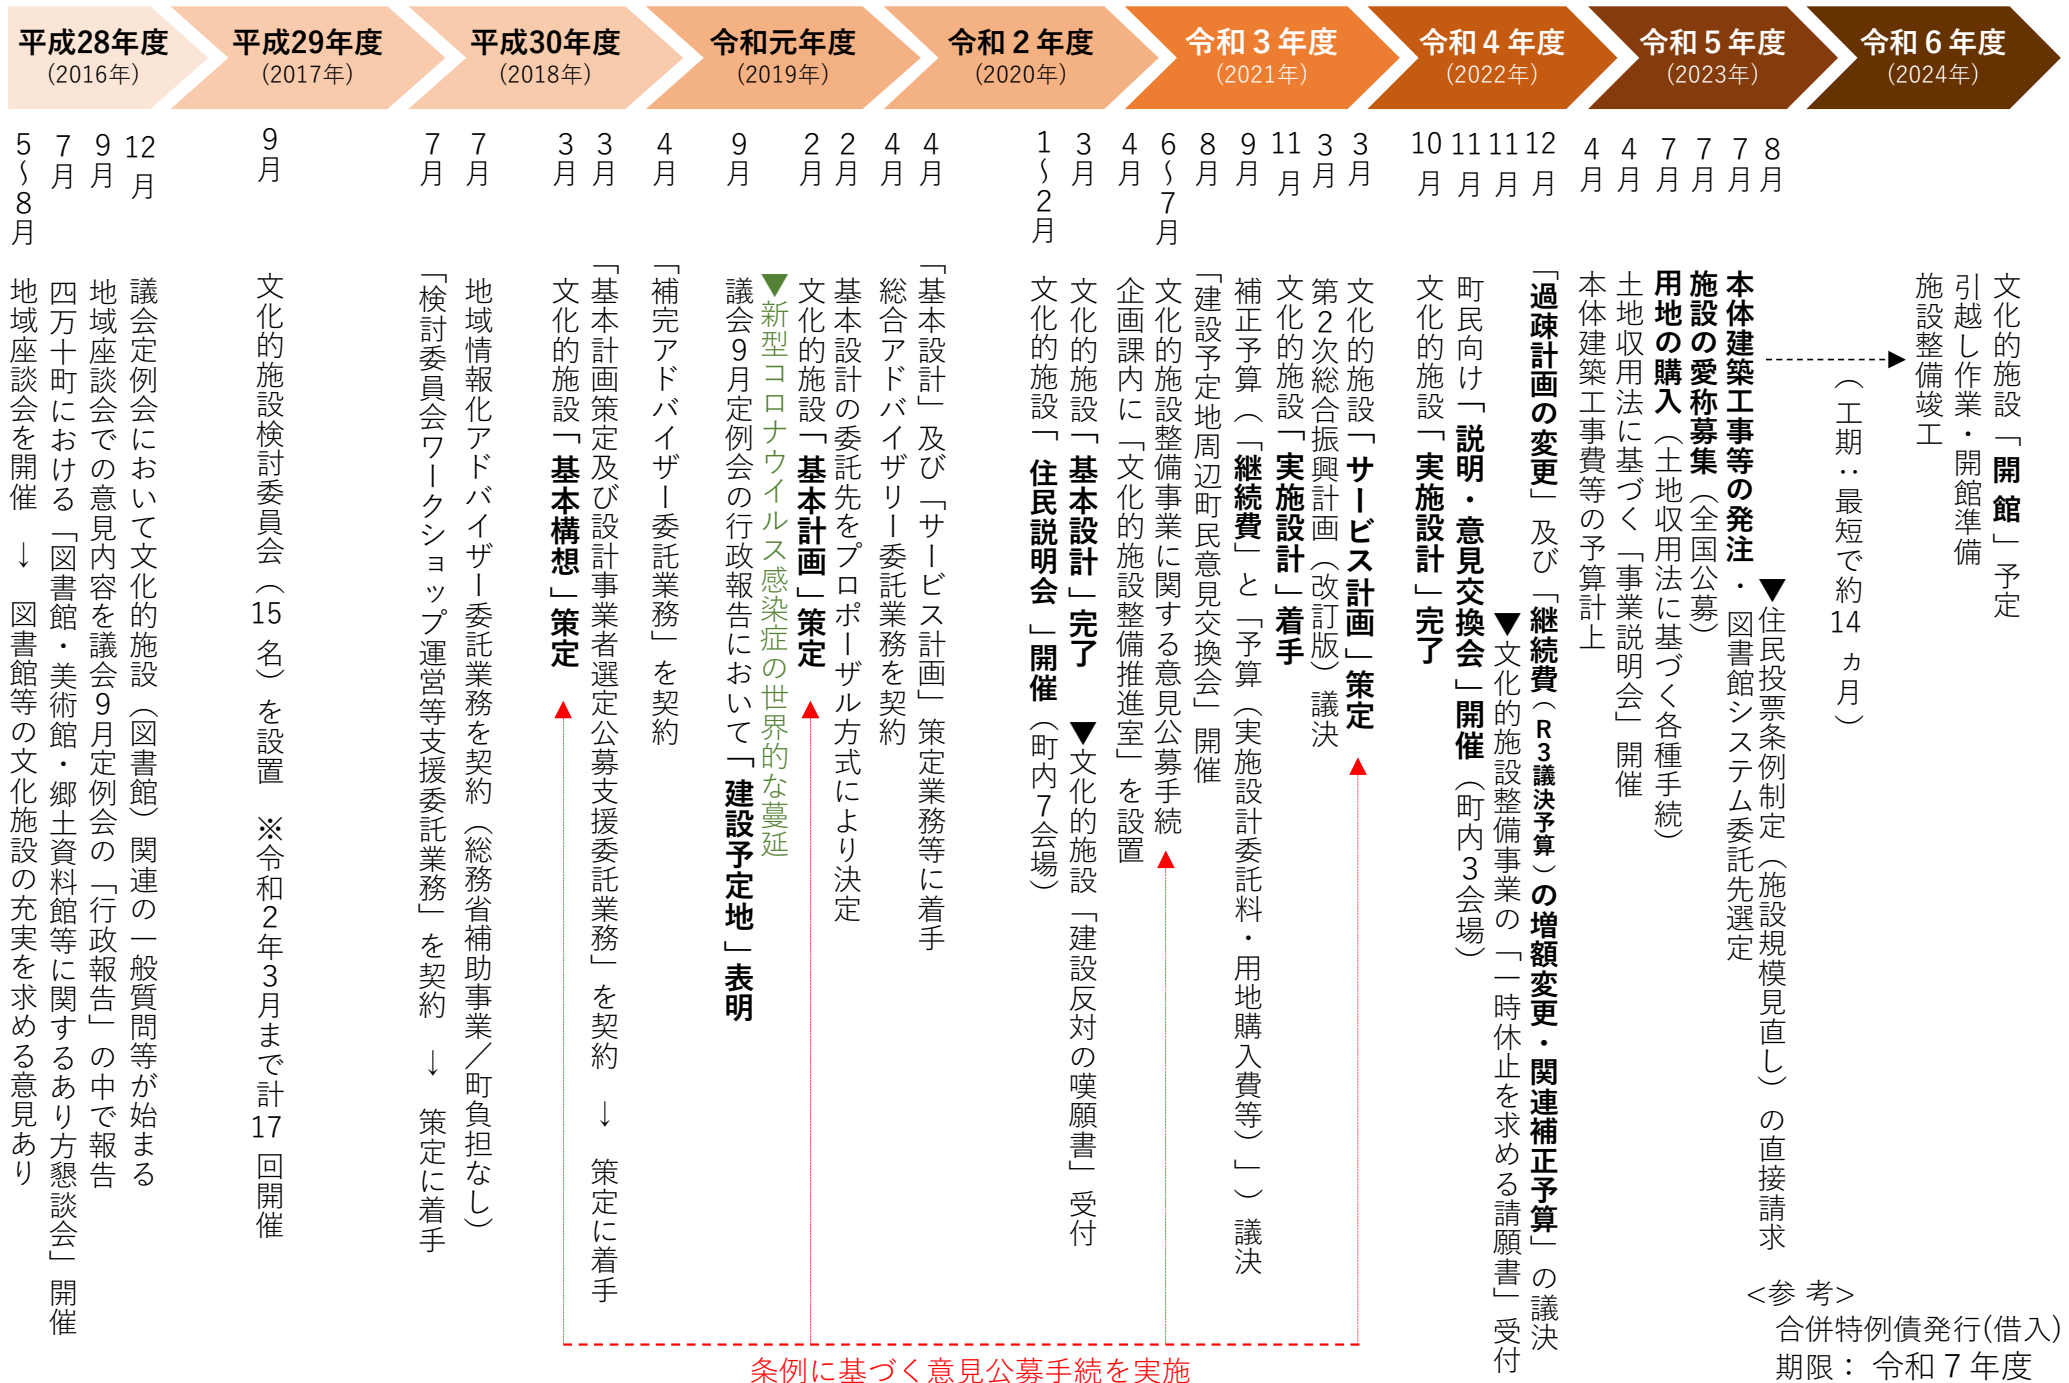 平成28年度
(2016年)
平成29年度
(2017年)
平成30年度
(2018年)
令和元年度
(2019年)
令和２年度
(2020年)
令和３年度
(2021年)
令和４年度
(2022年)
令和５年度
(2023年)
令和６年度
(2024年)
5～8月　地域座談会を開催　→　図書館等の文化施設の充実を求める意見あり
7月　四万十町における「図書館・美術館・郷土資料館等に関するあり方懇談会」開催
9月　地域座談会での意見内容を議会９月定例会の「行政報告」の中で報告
12月　議会定例会において文化的施設（図書館）関連の一般質問等が始まる
9月　文化的施設検討委員会（15名）を設置　※令和２年３月まで計17回開催
7月　「検討委員会ワークショップ運営等支援委託業務」を契約　→　策定に着手
7月　地域情報化アドバイザー委託業務を契約（総務省補助事業／町負担なし）
3月　文化的施設「基本構想」策定
3月　「基本計画策定及び設計事業者選定公募支援委託業務」を契約　→　策定に着手
4月　「補完アドバイザー委託業務」を契約
9月　議会９月定例会の行政報告において「建設予定地」表明
▼新型コロナウイルス感染症の世界的な蔓延
2月　文化的施設「基本計画」策定
2月　基本設計の委託先をプロポーザル方式により決定
4月　総合アドバイザリー委託業務を契約
4月　「基本設計」及び「サービス計画」策定業務等に着手
1～2月　文化的施設「住民説明会」開催（町内７会場）
3月　文化的施設「基本設計」完了　▼文化的施設「建設反対の嘆願書」受付
4月　企画課内に「文化的施設整備推進室」を設置
6～7月　文化的施設整備事業に関する意見公募手続
8月　「建設予定地周辺町民意見交換会」開催
9月　補正予算（「継続費」と「予算（実施設計委託料・用地購入費等）」）議決
11月　文化的施設「実施設計」着手
3月　第２次総合振興計画（改訂版）議決
3月　文化的施設「サービス計画」策定
10月　文化的施設「実施設計」完了
11月　町民向け「説明・意見交換会」開催（町内３会場）
11月　▼文化的施設整備事業の「一時休止を求める請願書」受付
12月　「過疎計画の変更」及び「継続費（R3議決予算）の増額変更・関連補正予算」の議決
4月　本体建築工事費等の予算計上
4月　土地収用法に基づく「事業説明会」開催
7月　用地の購入（土地収用法に基づく各種手続）
7月　施設の愛称募集（全国公募）
7月　本体建築工事等の発注・図書館システム委託先選定
8月　▼住民投票条例制定（施設規模見直し）の直接請求
（工期：最短で約14ヵ月）
施設整備竣工
引越し作業・開館準備
文化的施設「開館」予定
条例に基づく意見公募手続を実施
<参 考>
合併特例債発行(借入)
期限： 令和７年度